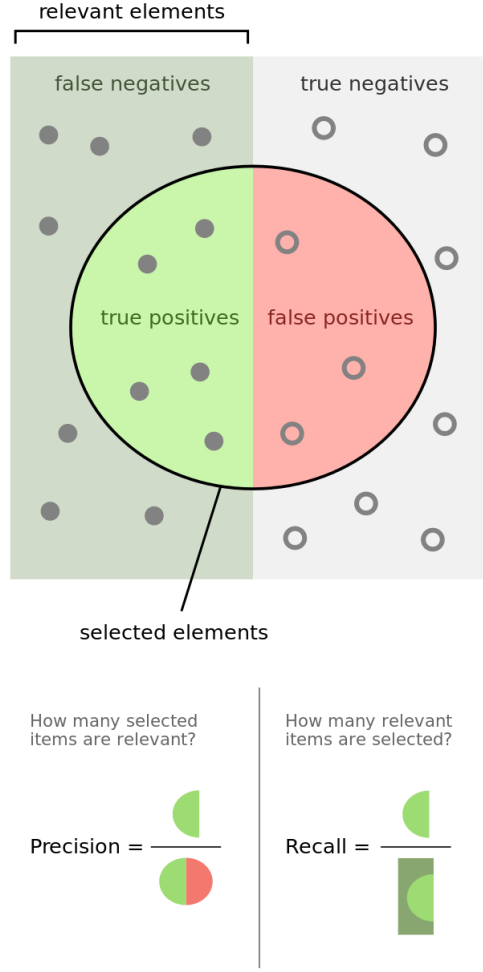 relevant elements
false negatives
true negatives
true positives
false positives
selected elements
How many selected
items are relevant?
How many relevant
items are selected?
Precision =
Recall =